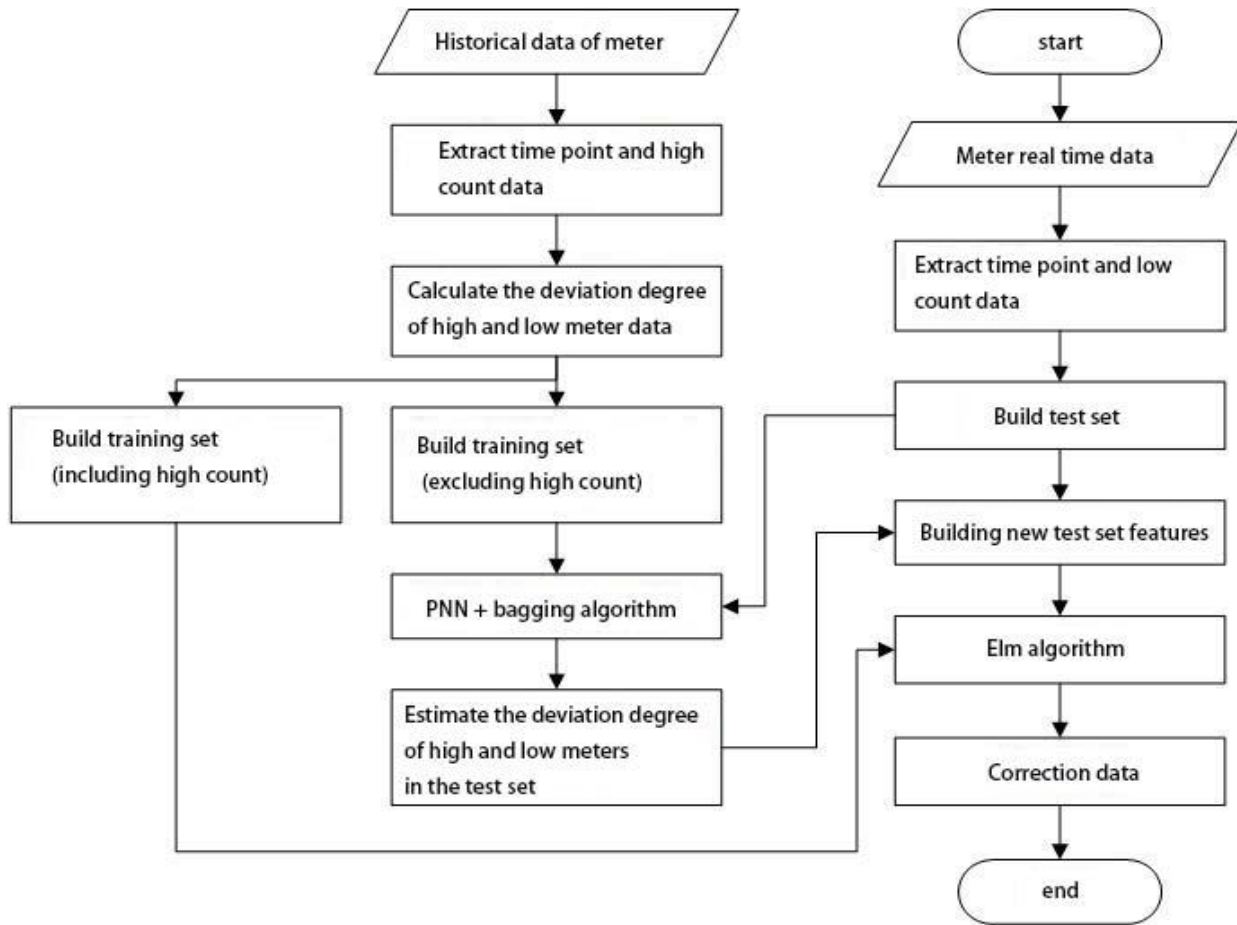 Historical data of meter
start
Extract time point and high
count data
Meter real time data
Calculate the deviation degree
of high and low meter data
Extract time point and low
count data
Build training set
(including high count)
Build training set
(excluding high count)
Build test set
Building new test set features
PNN + bagging algorithm
Elm algorithm
Estimate the deviation degree
of high and low meters
in the test set
Correction data
end